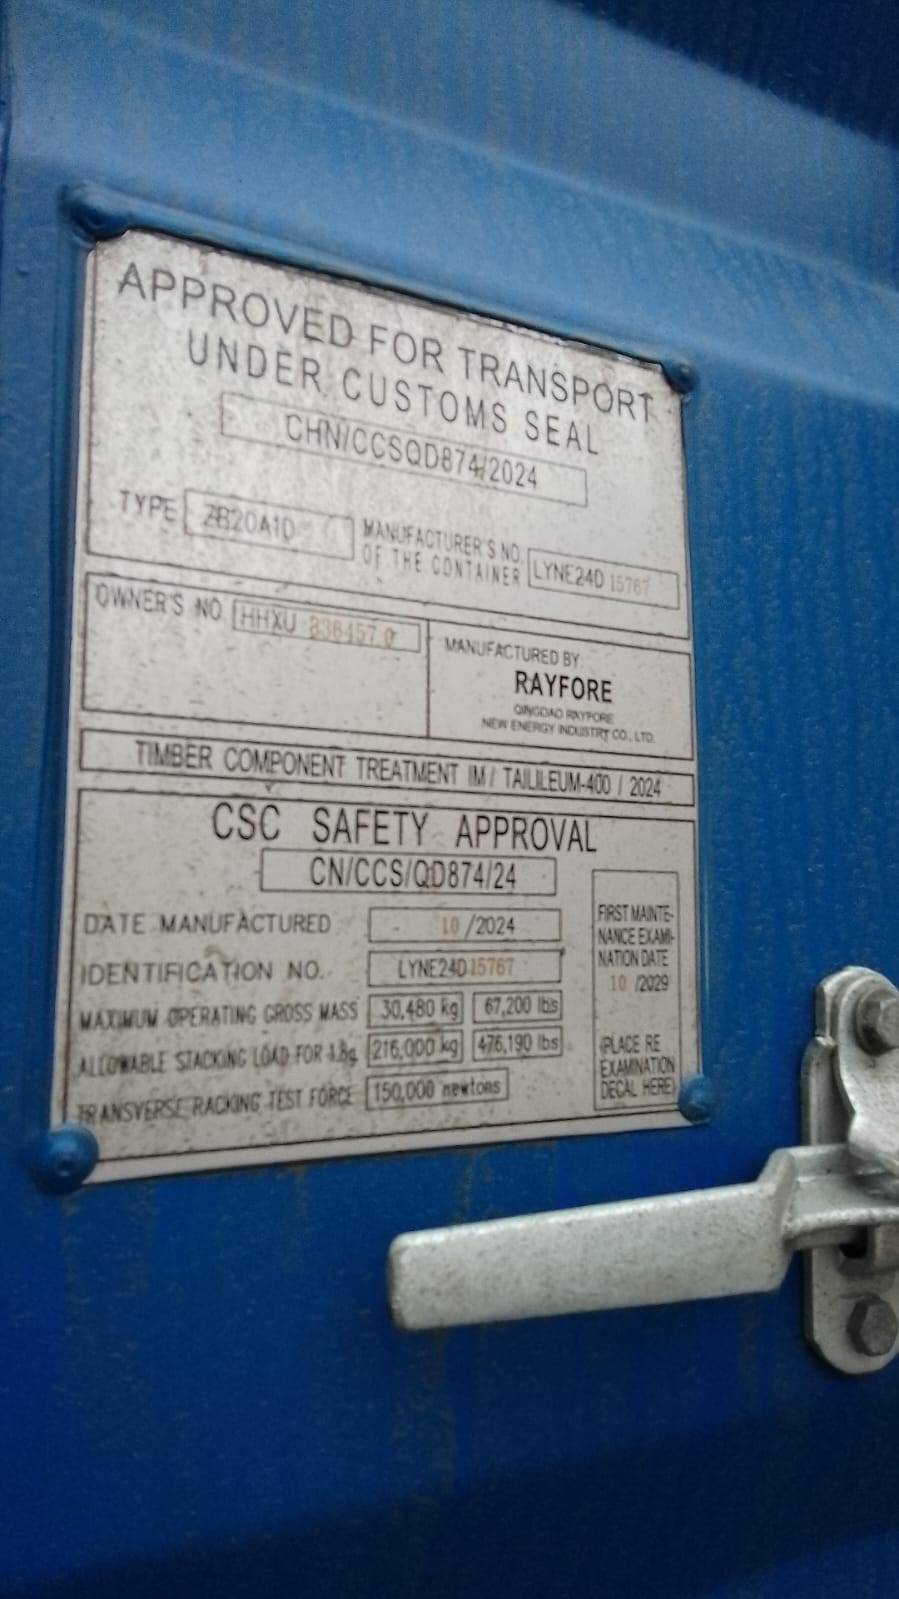 APPROVED FOR TRANSPORT
UNDER CUSTOMS SEAL
CHN/CCSQD874/2024
TYPE ZB20A1D
MANUFACTURER'S NO.
OF THE CONTAINER
LYNE24D 15767
OWNER'S NO. HHXU
MANUFACTURED BY:
RAYFORE
QINGDAO RAYFORE
NEW ENERGY INDUSTRY CO., LTD.
TIMBER COMPONENT TREATMENT IM / TAILILEUM-400 / 2024
CSC SAFETY APPROVAL
CN/CCS/QD874/24
DATE MANUFACTURED 10 /2024
IDENTIFICATION NO. LYNE24D15767
MAXIMUM OPERATING GROSS MASS 30,480 kg 67,200 lbs
ALLOWABLE STACKING LOAD FOR 1.8g 216,000 kg 476,190 lbs
TRANSVERSE RACKING TEST FORCE 150,000 newtons
FIRST MAINTE-
NANCE EXAMI-
NATION DATE
10 /2029
(PLACE RE
EXAMINATION
DECAL HERE)